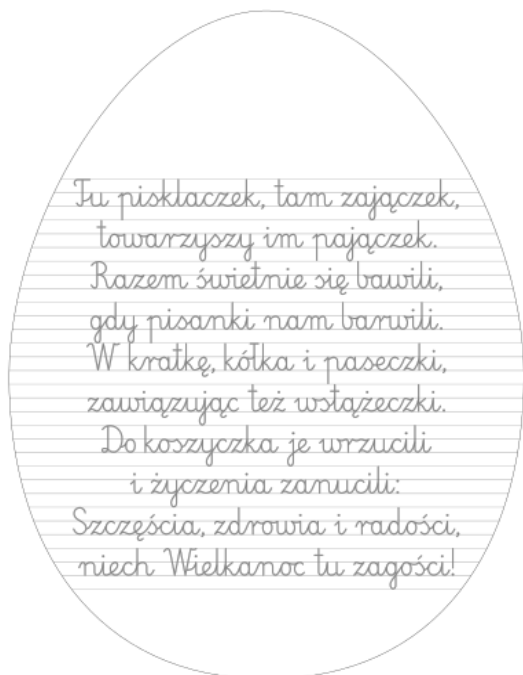 Tu pisklaczek, tam zajączek,
towarzyszy im pajączek.
Razem świetnie się bawili,
gdy pisanki nam barwili.
W kratkę, kółka i paseczki,
zawiązując też wstążeczki.
Do koszyczka je wrzucili
i życzenia zanucili:
Szczęścia, zdrowia i radości,
niech Wielkanoc tu zagości!